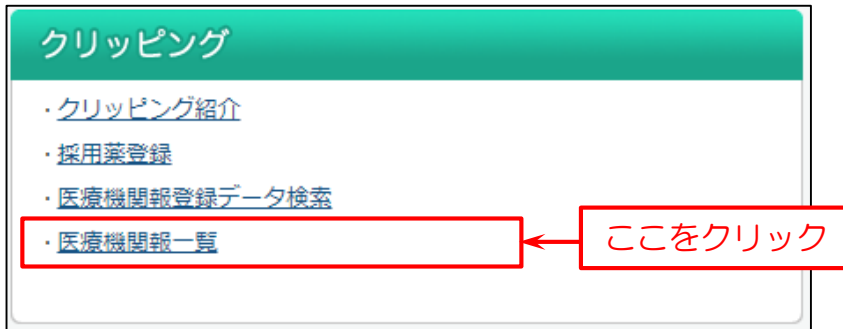 クリッピング
・クリッピング紹介
・採用薬登録
・医療機関報登録データ検索
・医療機関報一覧
ここをクリック